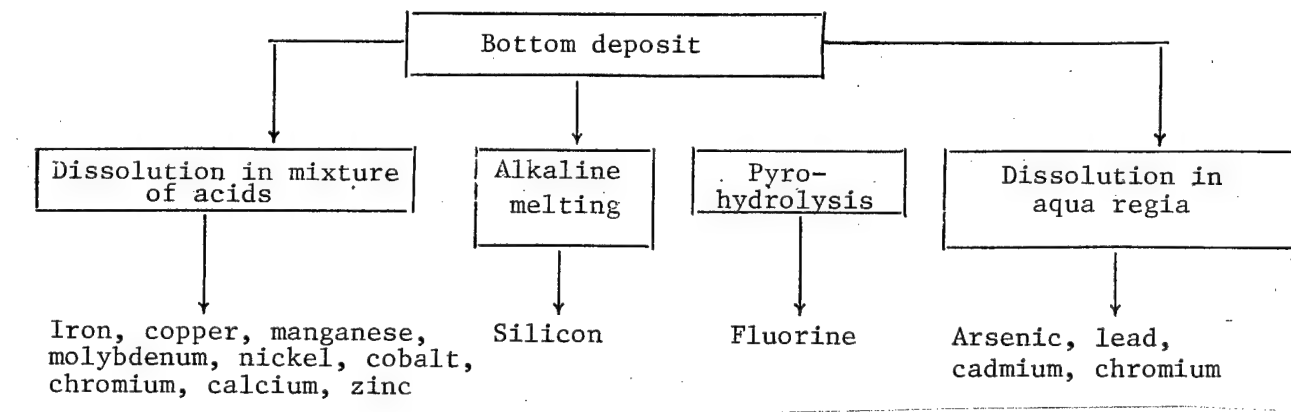 Bottom deposit
Dissolution in mixture
of acids
Alkaline
melting
Pyro-
hydrolysis
Dissolution in
aqua regia
Iron, copper, manganese,
molybdenum, nickel, cobalt,
chromium, calcium, zinc
Silicon
Fluorine
Arsenic, lead,
cadmium, chromium